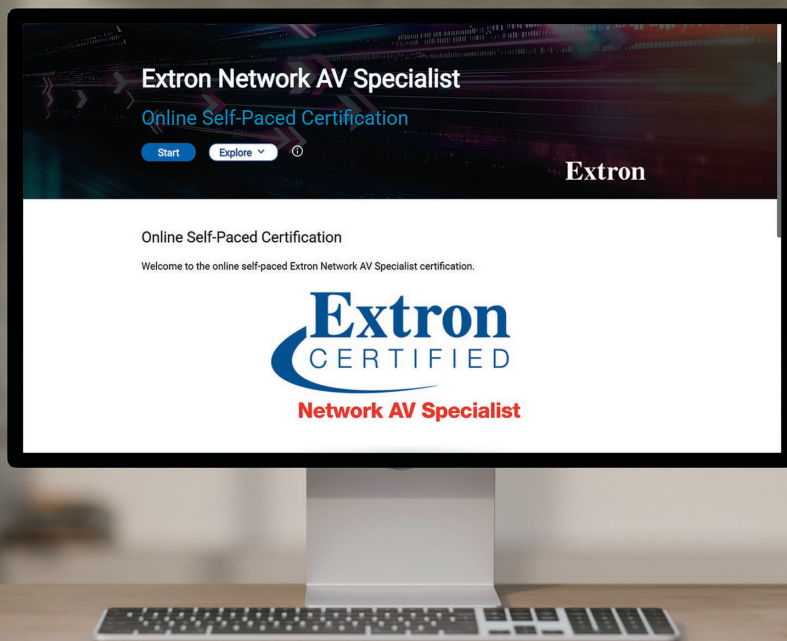 Extron Network AV Specialist
Online Self-Paced Certification
Start
Explore
Extron
Online Self-Paced Certification
Welcome to the online self-paced Extron Network AV Specialist certification.
Extron
CERTIFIED
Network AV Specialist